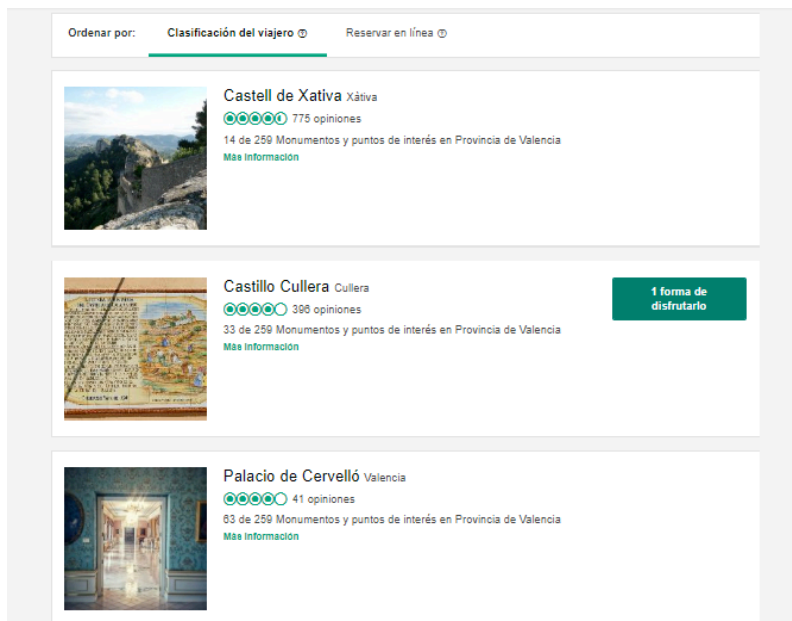 Ordenar por: Clasificación del viajero Reservar en línea
Castell de Xativa Xàtiva
775 opiniones
14 de 259 Monumentos y puntos de interés en Provincia de Valencia
Más información
Castillo Cullera Cullera
396 opiniones
33 de 259 Monumentos y puntos de interés en Provincia de Valencia
Más información
1 forma de
disfrutarlo
Palacio de Cervelló Valencia
41 opiniones
63 de 259 Monumentos y puntos de interés en Provincia de Valencia
Más información